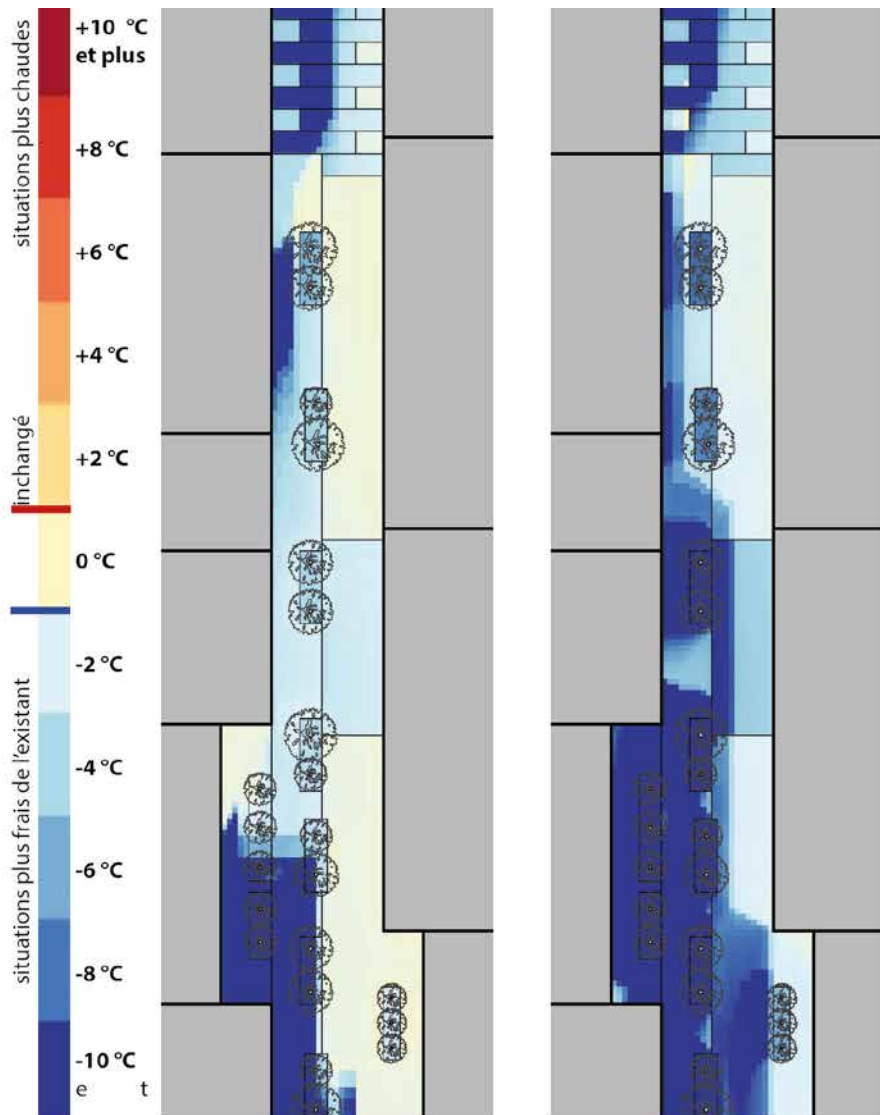 situations plus chaudes
inchangé
situations plus frais de l'existant
+10 °C
et plus
+8 °C
+6 °C
+4 °C
+2 °C
0 °C
-2 °C
-4 °C
-6 °C
-8 °C
-10 °C
e t